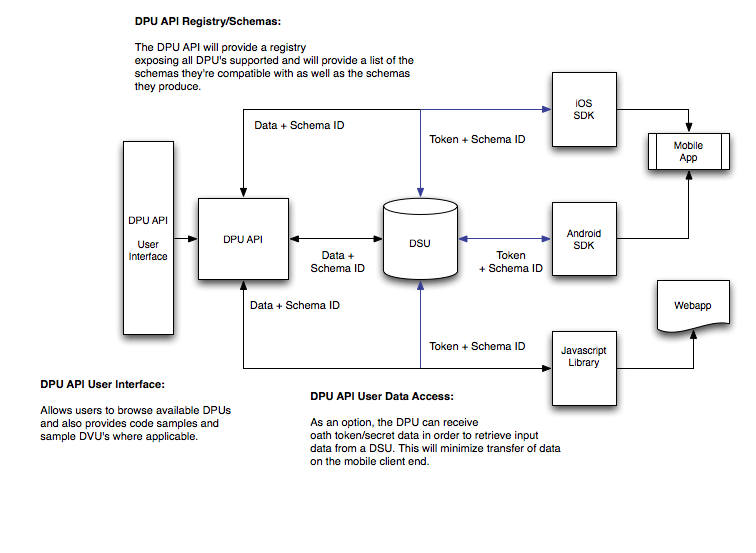 DPU API Registry/Schemas:
The DPU API will provide a registry
exposing all DPU's supported and will provide a list of the
schemas they're compatible with as well as the schemas
they produce.
Data + Schema ID
Token + Schema ID
iOS
SDK
Mobile
App
DPU API
User
Interface
DPU API
Data +
Schema ID
DSU
Token
+ Schema ID
Android
SDK
Data + Schema ID
Token + Schema ID
Javascript
Library
Webapp
DPU API User Interface:
Allows users to browse available DPUs
and also provides code samples and
sample DVU's where applicable.
DPU API User Data Access:
As an option, the DPU can receive
oath token/secret data in order to retrieve input
data from a DSU. This will minimize transfer of data
on the mobile client end.